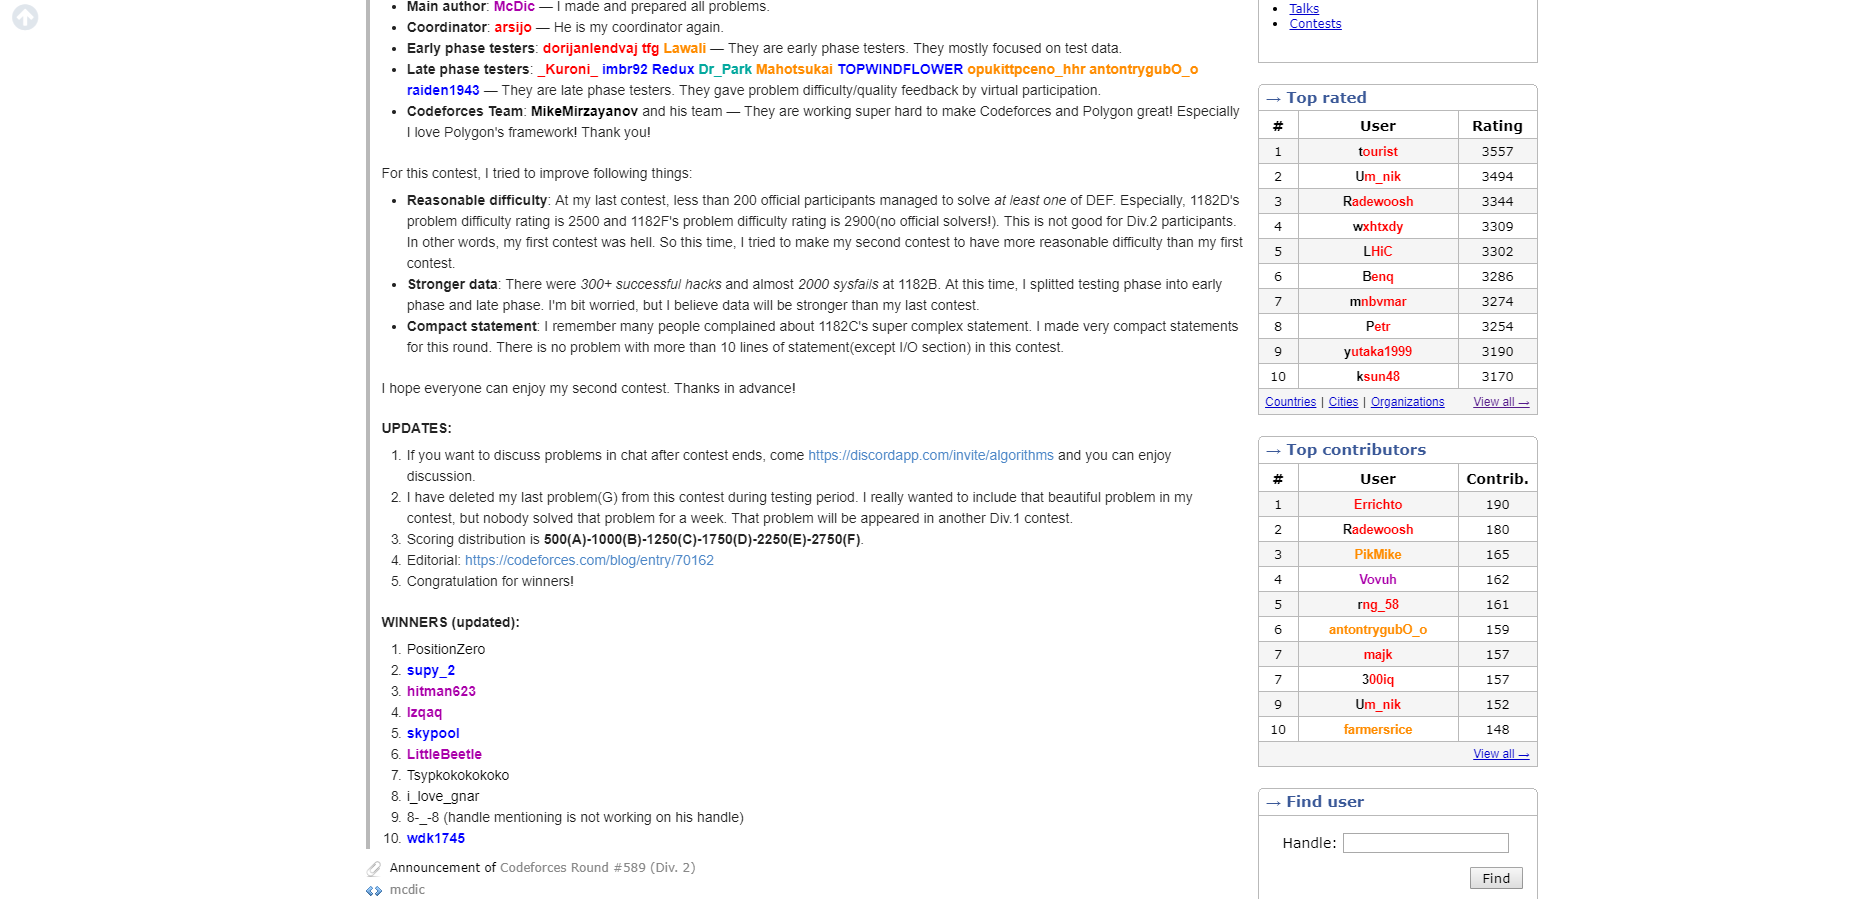 Main author: McDic — I made and prepared all problems.
Coordinator: arsijo — He is my coordinator again.
Early phase testers: dorijanlendvaj tfg Lawali — They are early phase testers. They mostly focused on test data.
Late phase testers: _Kuroni_ imbr92 Redux Dr_Park Mahotsukai TOPWINDFLOWER opukittpceno_hhr antontrygubO_o
raiden1943 — They are late phase testers. They gave problem difficulty/quality feedback by virtual participation.
Codeforces Team: MikeMirzayanov and his team — They are working super hard to make Codeforces and Polygon great! Especially
I love Polygon's framework! Thank you!
For this contest, I tried to improve following things:
Reasonable difficulty: At my last contest, less than 200 official participants managed to solve at least one of DEF. Especially, 1182D's
problem difficulty rating is 2500 and 1182F's problem difficulty rating is 2900(no official solvers!). This is not good for Div.2 participants.
In other words, my first contest was hell. So this time, I tried to make my second contest to have more reasonable difficulty than my first
contest.
Stronger data: There were 300+ successful hacks and almost 2000 sysfails at 1182B. At this time, I splitted testing phase into early
phase and late phase. I'm bit worried, but I believe data will be stronger than my last contest.
Compact statement: I remember many people complained about 1182C's super complex statement. I made very compact statements
for this round. There is no problem with more than 10 lines of statement(except I/O section) in this contest.
I hope everyone can enjoy my second contest. Thanks in advance!
UPDATES:
1. If you want to discuss problems in chat after contest ends, come https://discordapp.com/invite/algorithms and you can enjoy
discussion.
2. I have deleted my last problem(G) from this contest during testing period. I really wanted to include that beautiful problem in my
contest, but nobody solved that problem for a week. That problem will be appeared in another Div.1 contest.
3. Scoring distribution is 500(A)-1000(B)-1250(C)-1750(D)-2250(E)-2750(F).
4. Editorial: https://codeforces.com/blog/entry/70162
5. Congratulation for winners!
WINNERS (updated):
1. PositionZero
2. supy_2
3. hitman623
4. lzqaq
5. skypool
6. LittleBeetle
7. Tsypkokokokoko
8. i_love_gnar
9. 8-_-8 (handle mentioning is not working on his handle)
10. wdk1745
Announcement of Codeforces Round #589 (Div. 2)
mcdic
Talks
Contests
→ Top rated
# User Rating
1 tourist 3557
2 Um_nik 3494
3 Radewoosh 3344
4 wxhtxdy 3309
5 LHiC 3302
6 Benq 3286
7 mnbvmar 3274
8 Petr 3254
9 yutaka1999 3190
10 ksun48 3170
Countries | Cities | Organizations View all →
→ Top contributors
# User Contrib.
1 Errichto 190
2 Radewoosh 180
3 PikMike 165
4 Vovuh 162
5 rng_58 161
6 antontrygubO_o 159
7 majk 157
7 300iq 157
9 Um_nik 152
10 farmersrice 148
View all →
→ Find user
Handle:
Find